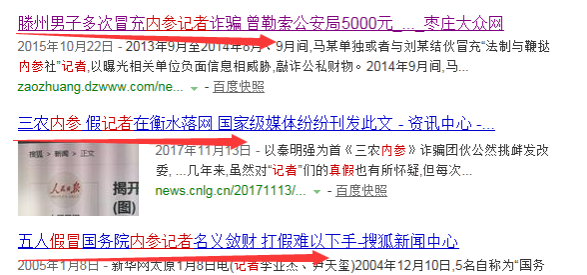 滕州男子多次冒充内参记者诈骗 曾勒索公安局5000元_..._枣庄大众网
2015年10月22日 - 2013年9月至2014年8月、9月间,马某单独或者与刘某结伙冒充“法制与鞭挞
内参社”记者,以曝光相关单位负面信息相威胁,敲诈公私财物。2014年9月间,马...
zaozhuang.dzwww.com/ne... - 百度快照
三农内参 假记者在衡水落网 国家级媒体纷纷刊发此文 - 资讯中心 -...
搜狐 > 新闻 > 正文
人民日报
揭开
(图)
2017年11月13日 - 以秦明强为首《三农内参》诈骗团伙公然挑衅发改
委, ...几年来,虽然对“记者”们的真假也有所怀疑,但每次...
news.cnlg.cn/20171113/... - 百度快照
五人假冒国务院内参记者名义敛财 打假难以下手-搜狐新闻中心
2005年1月8日 - 新华网太原1月8日电(记者李亚杰、
2004年12月10日,5名自称为“国务